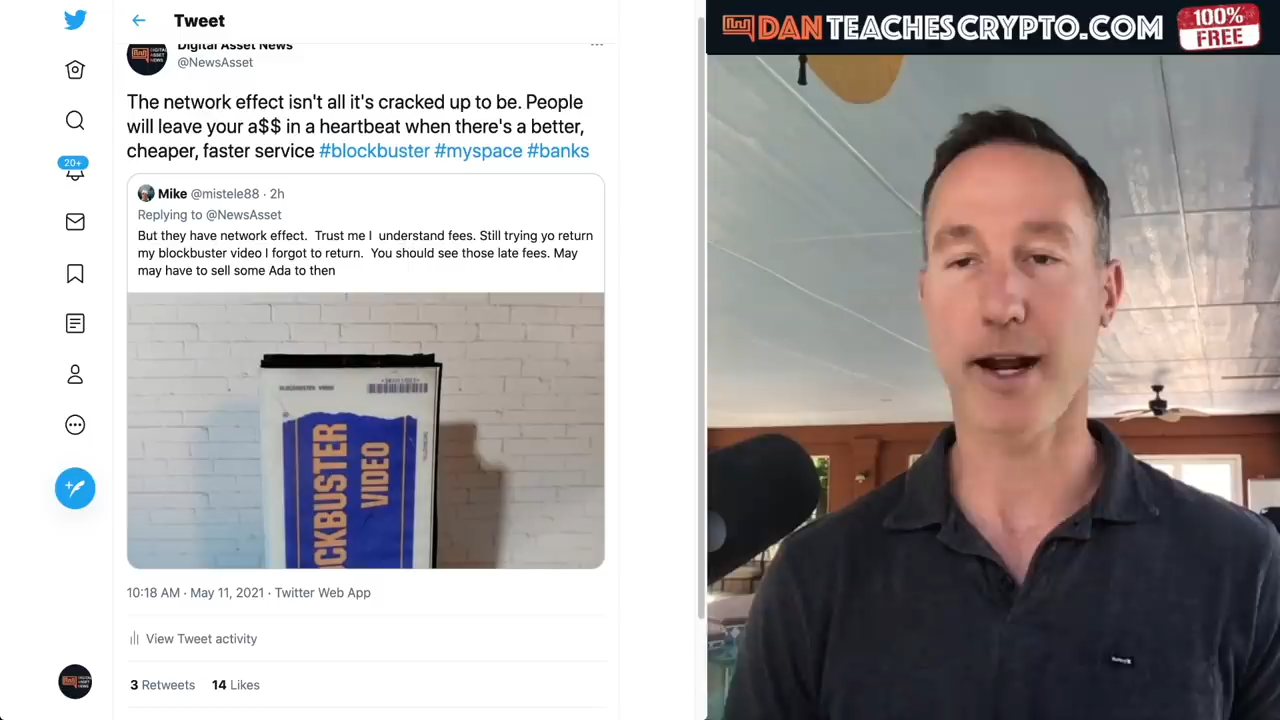 Tweet
DANTEACHESCRYPTO.COM
100%
FREE
Digital Asset News
@NewsAsset
The network effect isn't all it's cracked up to be. People
will leave your a$$ in a heartbeat when there's a better,
cheaper, faster service #blockbuster #myspace #banks
20+
Mike @mistele88 · 2h
Replying to @NewsAsset
But they have network effect. Trust me I understand fees. Still trying yo return
my blockbuster video I forgot to return. You should see those late fees. May
may have to sell some Ada to then
BLOCKBUSTER VIDEO
OCKBUSTER
VIDEO
10:18 AM · May 11, 2021 · Twitter Web App
View Tweet activity
3 Retweets 14 Likes
Hurley